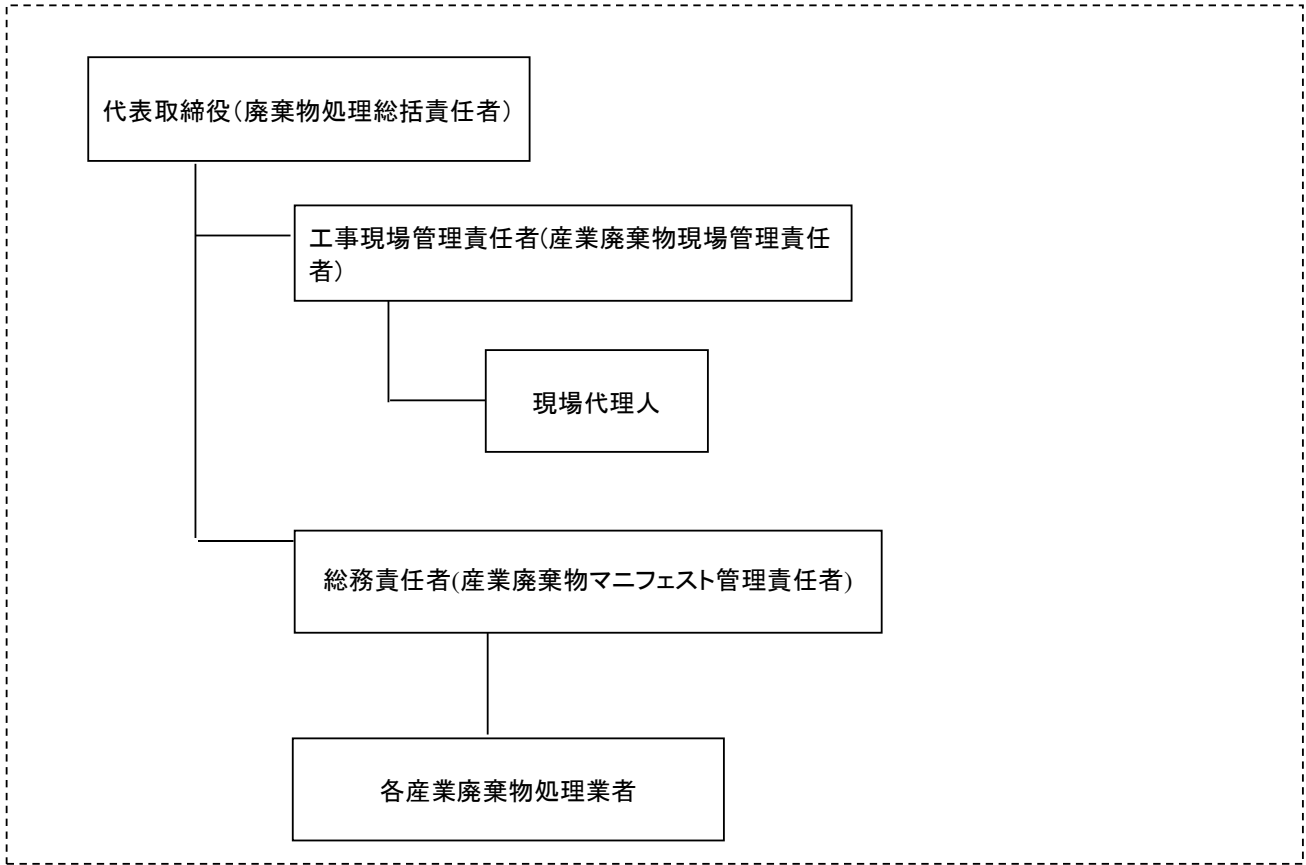 代表取締役（廃棄物処理総括責任者）
工事現場管理責任者(産業廃棄物現場管理責任
者）
現場代理人
総務責任者(産業廃棄物マニフェスト管理責任者)
各産業廃棄物処理業者